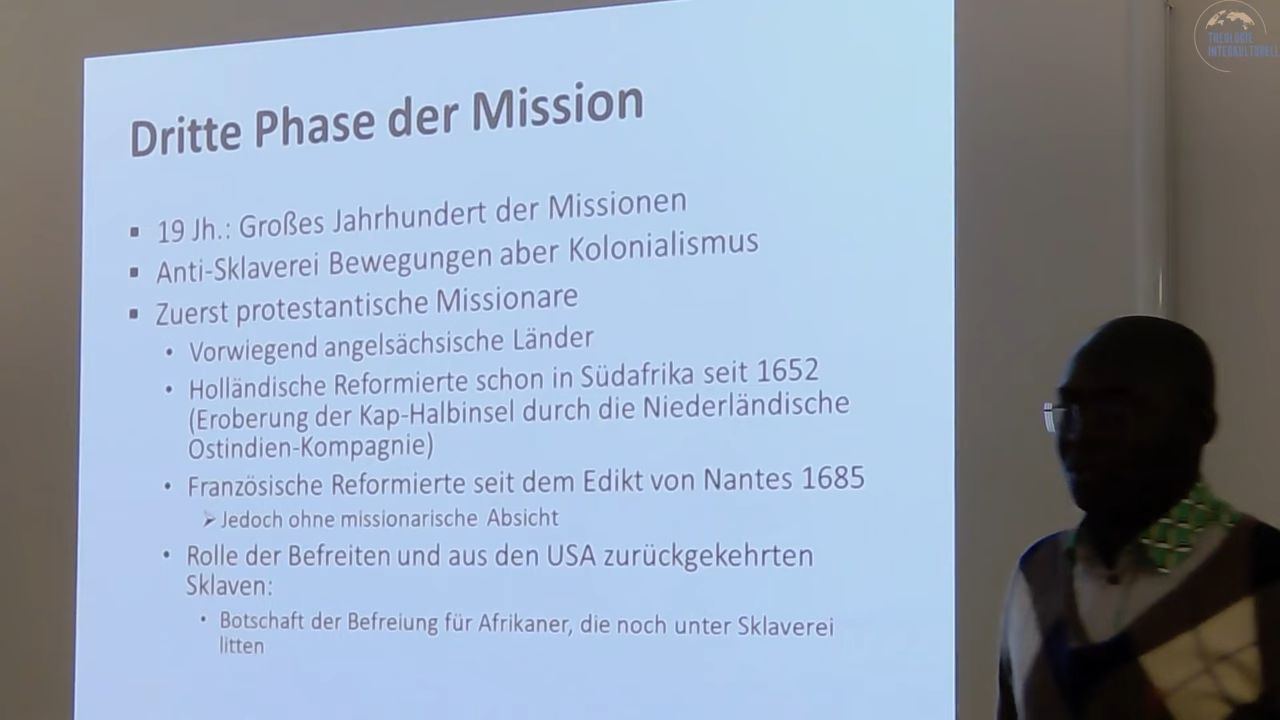 THEOLOGIE
INTERKULTURELL
Dritte Phase der Mission
▪ 19 Jh.: Großes Jahrhundert der Missionen
▪ Anti-Sklaverei Bewegungen aber Kolonialismus
▪ Zuerst protestantische Missionare
• Vorwiegend angelsächsische Länder
• Holländische Reformierte schon in Südafrika seit 1652
(Eroberung der Kap-Halbinsel durch die Niederländische
Ostindien-Kompagnie)
• Französische Reformierte seit dem Edikt von Nantes 1685
➢ Jedoch ohne missionarische Absicht
• Rolle der Befreiten und aus den USA zurückgekehrten
Sklaven:
• Botschaft der Befreiung für Afrikaner, die noch unter Sklaverei
litten